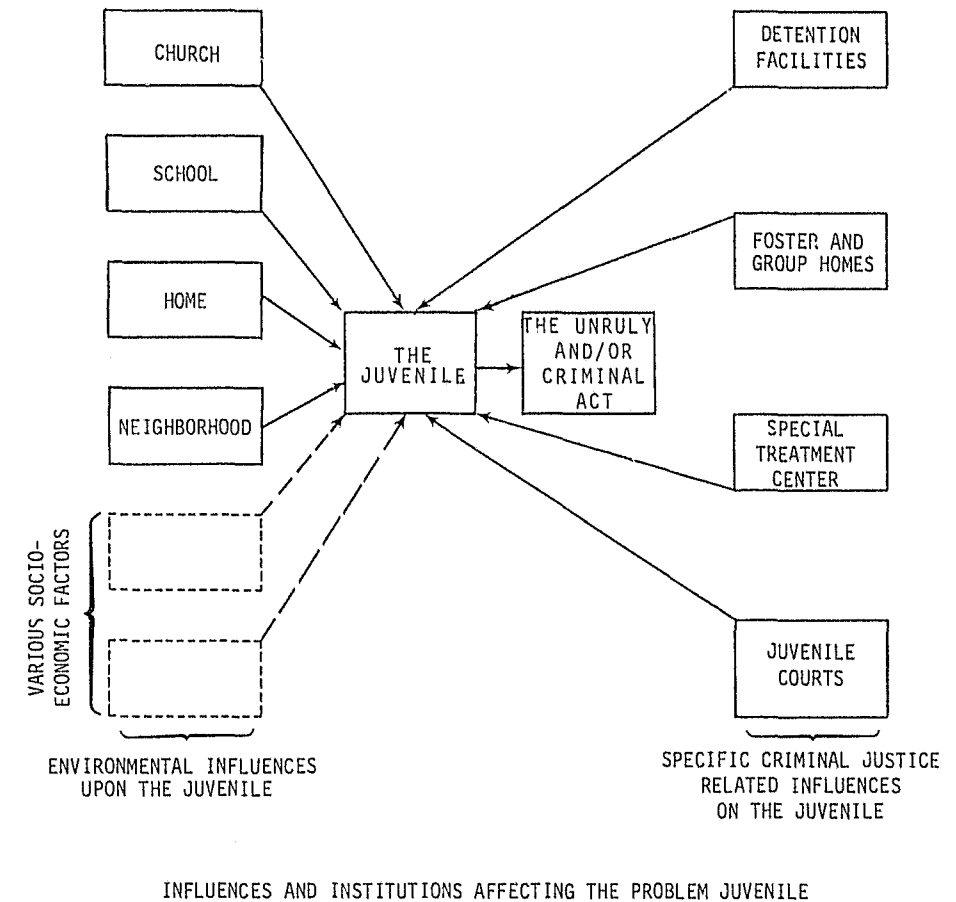 CHURCH
SCHOOL
HOME
NEIGHBORHOOD
VARIOUS SOCIO-
ECONOMIC FACTORS
ENVIRONMENTAL INFLUENCES
UPON THE JUVENILE
THE
JUVENILE
THE UNRULY
AND/OR
CRIMINAL
ACT
DETENTION
FACILITIES
FOSTER AND
GROUP HOMES
SPECIAL
TREATMENT
CENTER
JUVENILE
COURTS
SPECIFIC CRIMINAL JUSTICE
RELATED INFLUENCES
ON THE JUVENILE
INFLUENCES AND INSTITUTIONS AFFECTING THE PROBLEM JUVENILE